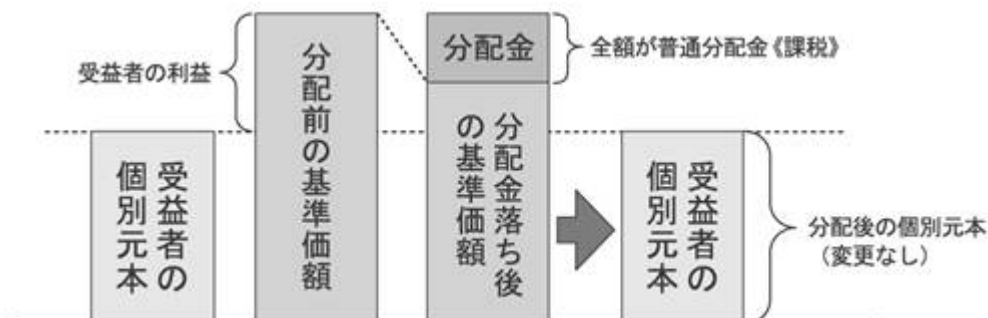 受益者の利益
受益者の
個別元本
分配前の基準価額
分配金
全額が普通分配金《課税》
分配金落ち後
の基準価額
受益者の
個別元本
分配後の個別元本
（変更なし）